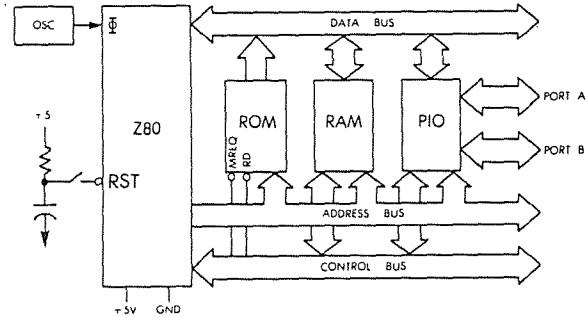 OSC
Φ
DATA BUS
Z80
ROM
RAM
PIO
PORT A
PORT B
MREQ
RD
+5
RST
ADDRESS BUS
CONTROL BUS
+5V
GND